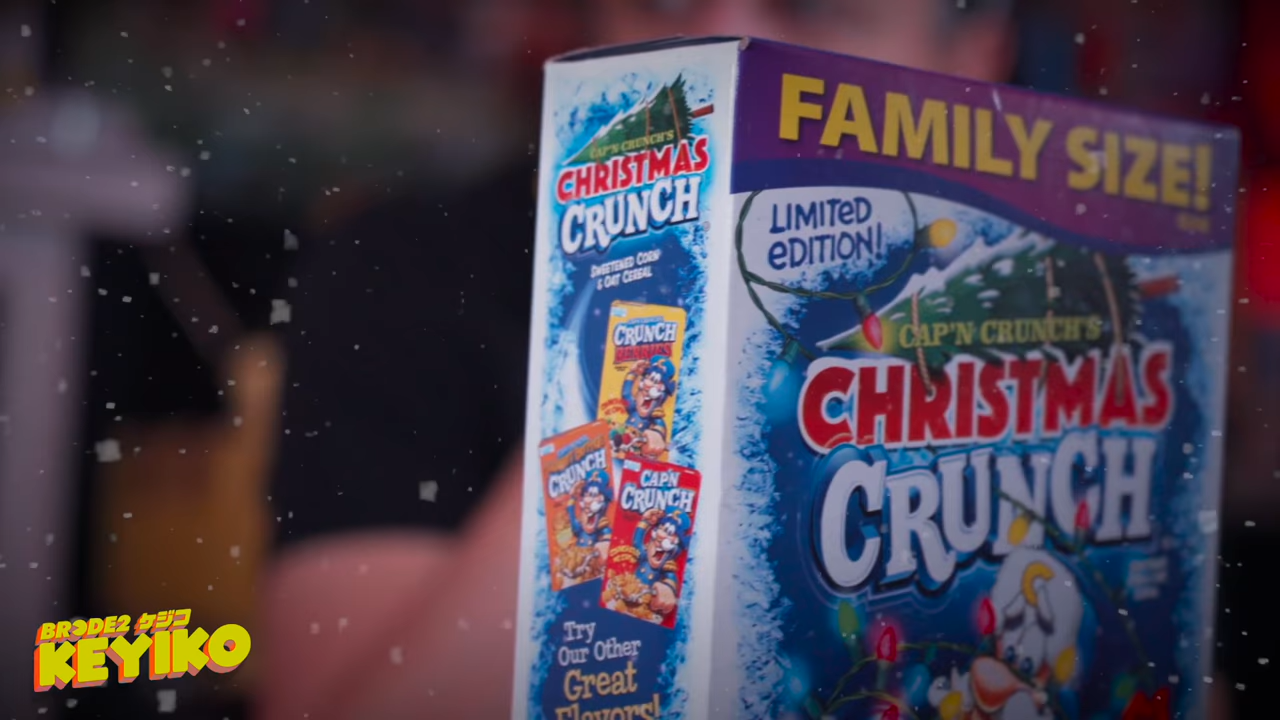 CAP'N CRUNCH'S
CHRISTMAS
CRUNCH
SWEETENED CORN
& OAT CEREAL
CRUNCH
BERRIES
CRUNCH
CAP'N
CRUNCH
Try
Our Other
Great
Flavors!
FAMILY SIZE!
LIMITED
EDITION!
CAP'N CRUNCH'S
CHRISTMAS
CRUNCH
BRODE2 ケジコ
KEYIKO